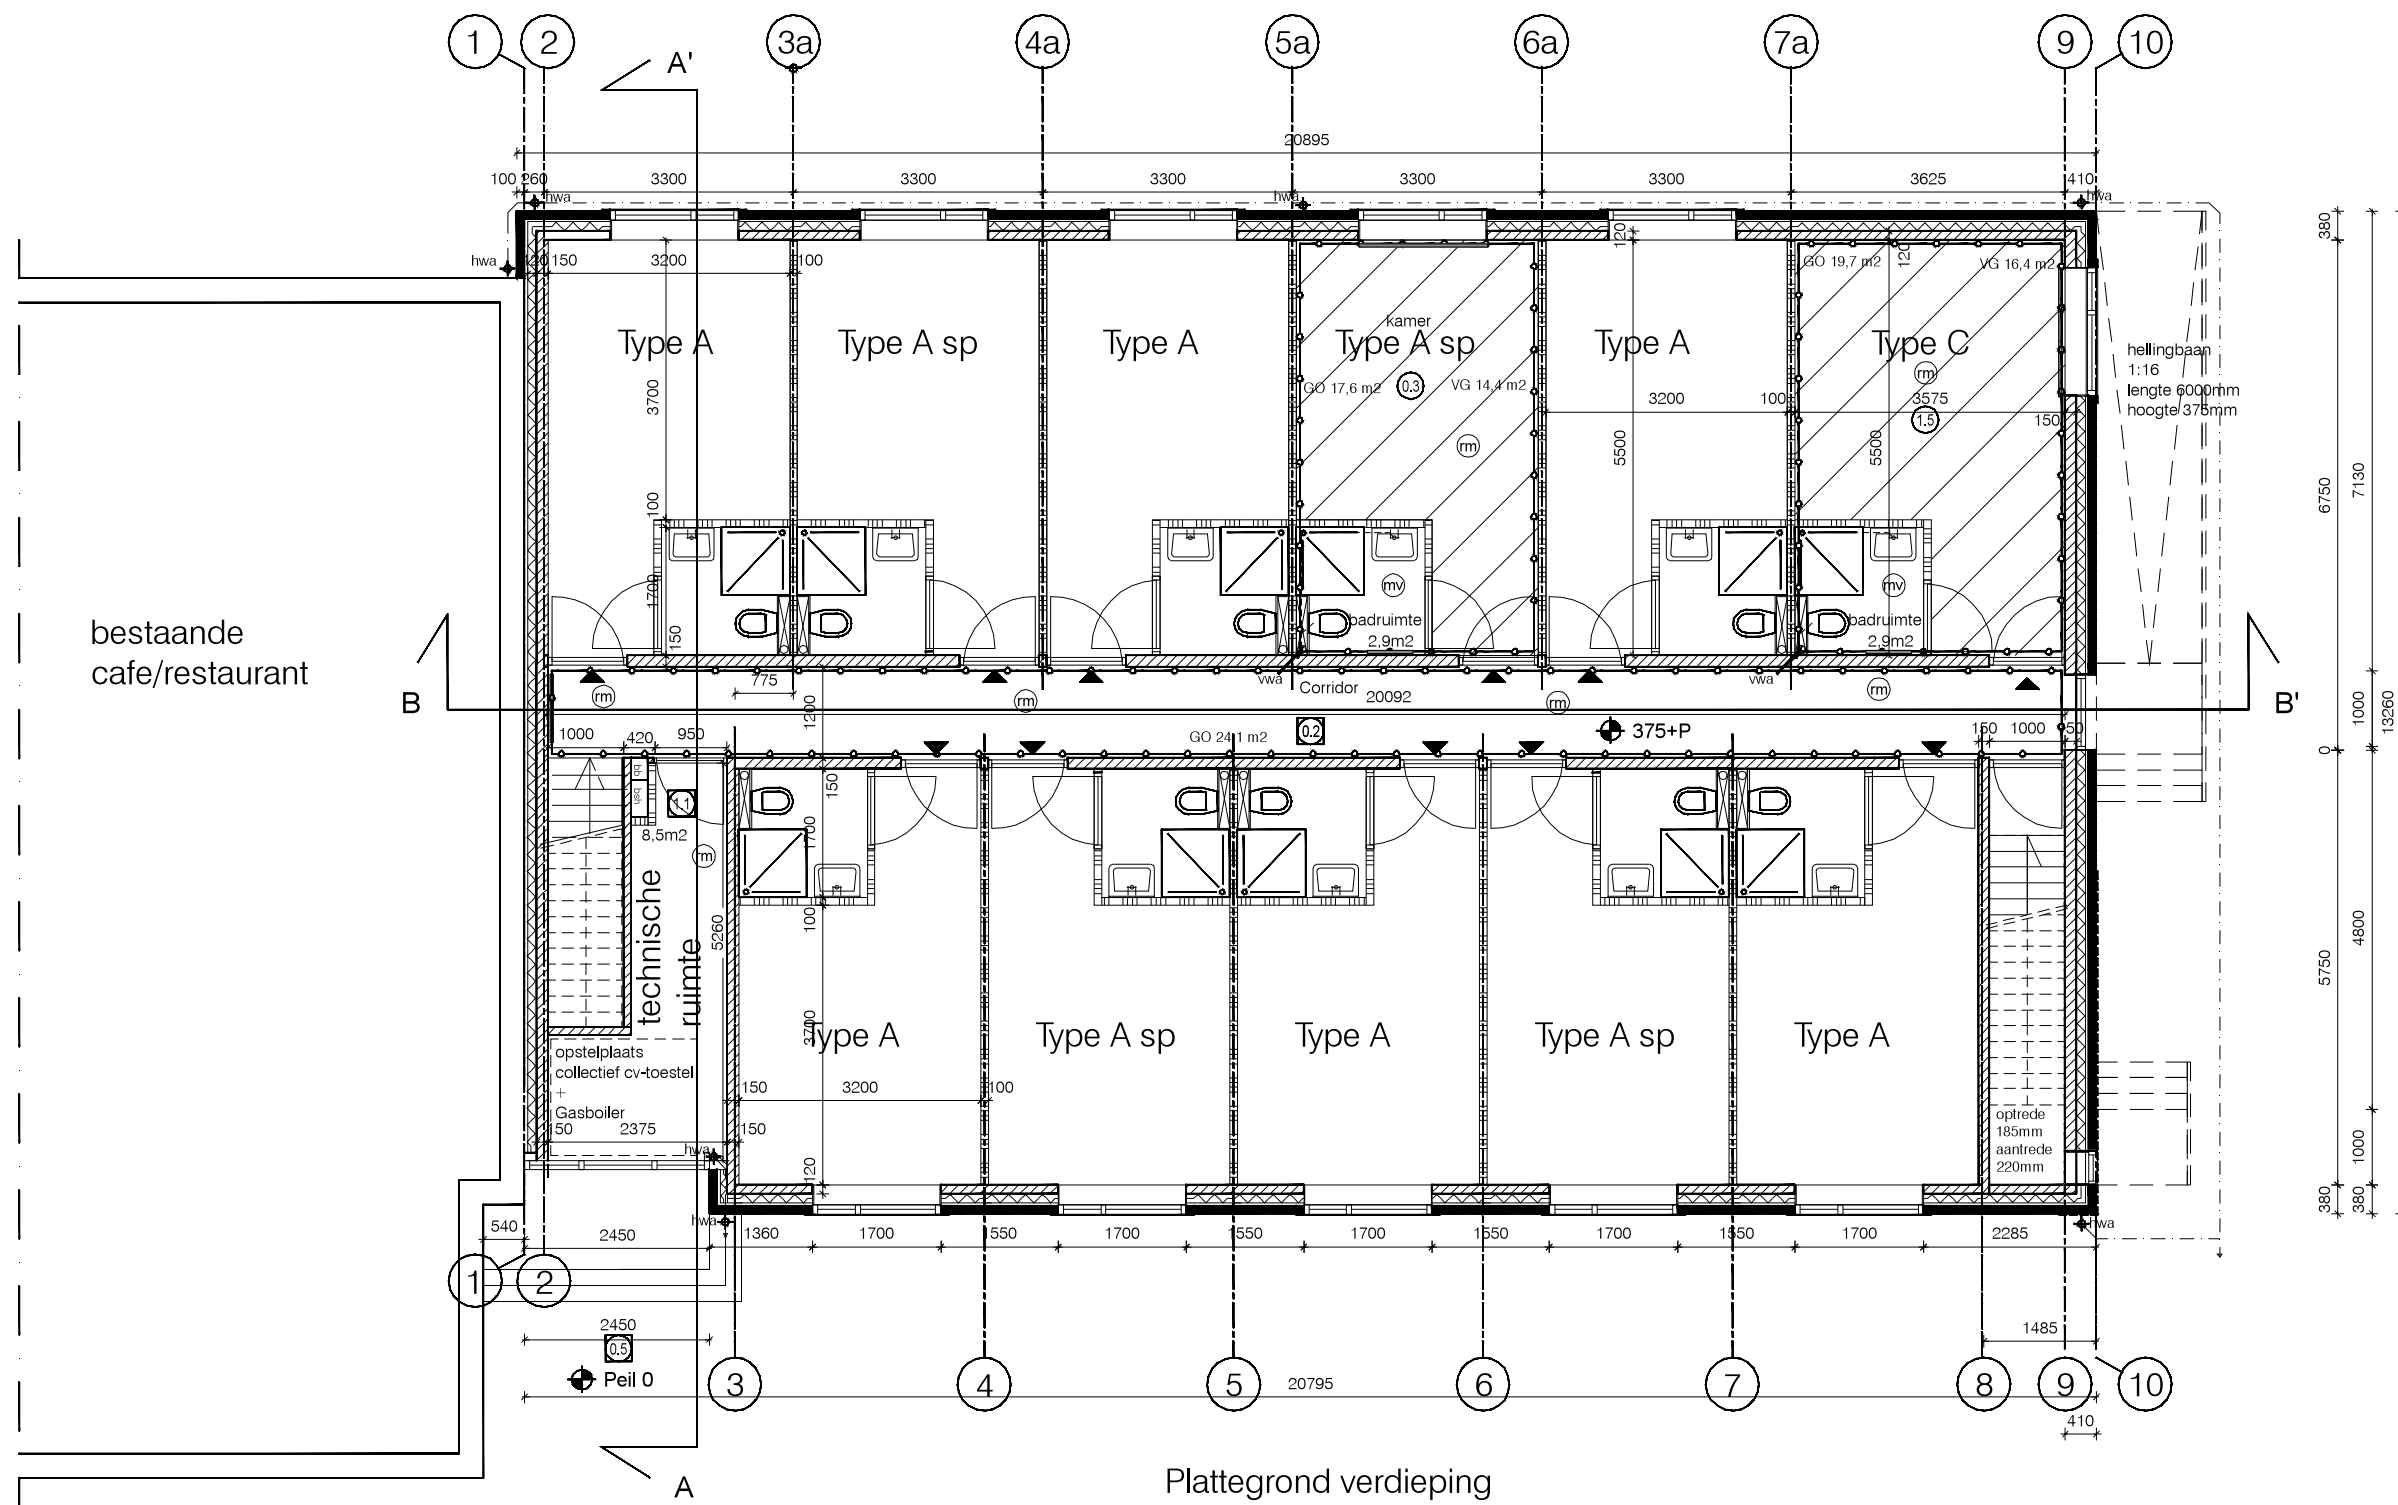 1 2 3a 4a 5a 6a 7a 9 10
A'
20895
100 260 3300 3300 3300 3300 3300 3625 410
hwa hwa hwa
hwa
120 150 3200 100
120
GO 19,7 m2 120 VG 16,4 m2
380
kamer
Type A Type A sp Type A Type A sp Type A Type C
GO 17,6 m2 0.3 VG 14,4 m2
rm
3700
3200 100 3575
1.5
150
rm
5500 5500
hellingbaan
1:16
lengte 6000mm
hoogte 375mm
6750 7130
100
1700
mv mv
badruimte badruimte
2,9m2 2,9m2
150
bestaande
cafe/restaurant
B B'
775 vwa Corridor vwa
rm rm rm rm
20092
1200
1000 420 950
GO 24,1 m2 0.2
375+P
150 1000 50
1000 13260
0
bb
bsh
1.1
8,5m2
rm
150
1700
100
5260
technische
ruimte
4800
5750
3700
Type A Type A sp Type A Type A sp Type A
opstelplaats
collectief cv-toestel
+
Gasboiler
150 3200 100
150 2375 150
optrede
185mm
aantrede
220mm
120
1000
hwa
hwa hwa
380 380
540 2450 1360 1700 1550 1700 1550 1700 1550 1700 1350 1700 2285
1 2
2450
0.5
Peil 0
1485
3 4 5 6 7 8 9 10
20795
410
A
Plattegrond verdieping